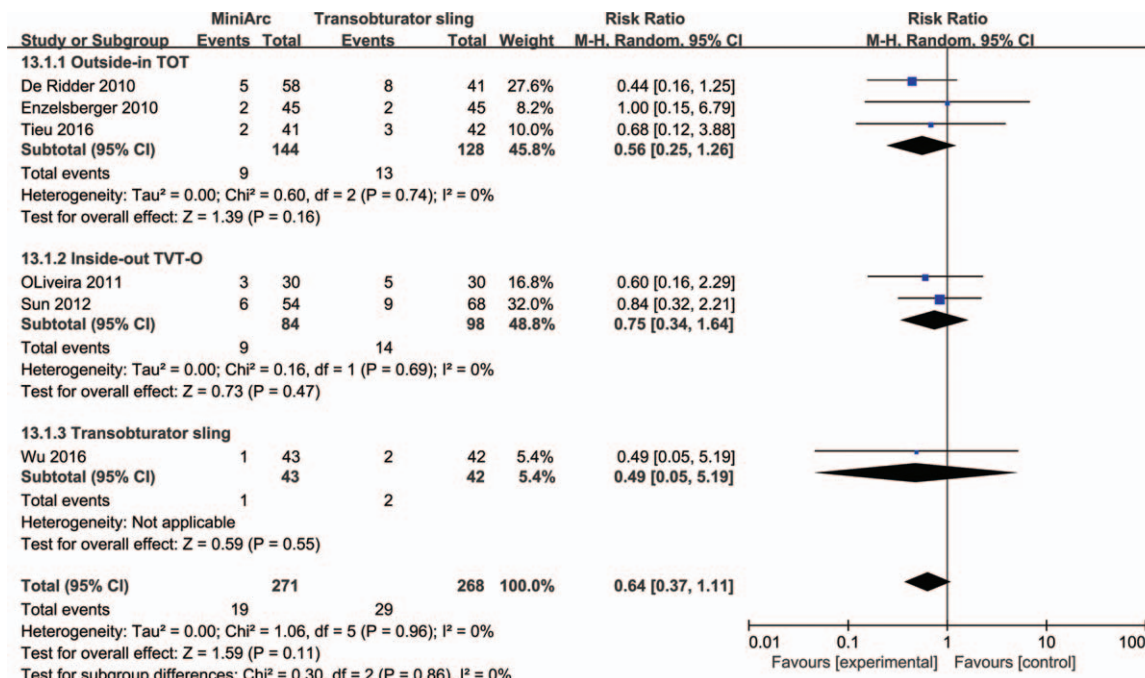 MiniArc Transobturator sling Risk Ratio Risk Ratio
Study or Subgroup Events Total Events Total Weight M-H. Random. 95% CI M-H. Random. 95% CI
13.1.1 Outside-in TOT
De Ridder 2010 5 58 8 41 27.6% 0.44 [0.16, 1.25]
Enzelsberger 2010 2 45 2 45 8.2% 1.00 [0.15, 6.79]
Tieu 2016 2 41 3 42 10.0% 0.68 [0.12, 3.88]
Subtotal (95% CI) 144 128 45.8% 0.56 [0.25, 1.26]
Total events 9 13
Heterogeneity: Tau² = 0.00; Chi² = 0.60, df = 2 (P = 0.74); I² = 0%
Test for overall effect: Z = 1.39 (P = 0.16)
13.1.2 Inside-out TVT-O
OLiveira 2011 3 30 5 30 16.8% 0.60 [0.16, 2.29]
Sun 2012 6 54 9 68 32.0% 0.84 [0.32, 2.21]
Subtotal (95% CI) 84 98 48.8% 0.75 [0.34, 1.64]
Total events 9 14
Heterogeneity: Tau² = 0.00; Chi² = 0.16, df = 1 (P = 0.69); I² = 0%
Test for overall effect: Z = 0.73 (P = 0.47)
13.1.3 Transobturator sling
Wu 2016 1 43 2 42 5.4% 0.49 [0.05, 5.19]
Subtotal (95% CI) 43 42 5.4% 0.49 [0.05, 5.19]
Total events 1 2
Heterogeneity: Not applicable
Test for overall effect: Z = 0.59 (P = 0.55)
Total (95% CI) 271 268 100.0% 0.64 [0.37, 1.11]
Total events 19 29
Heterogeneity: Tau² = 0.00; Chi² = 1.06, df = 5 (P = 0.96); I² = 0%
Test for overall effect: Z = 1.59 (P = 0.11)
Test for subgroup differences: Chi² = 0.30, df = 2 (P = 0.86), I² = 0%
0.01 0.1 1 10 100
Favours [experimental] Favours [control]